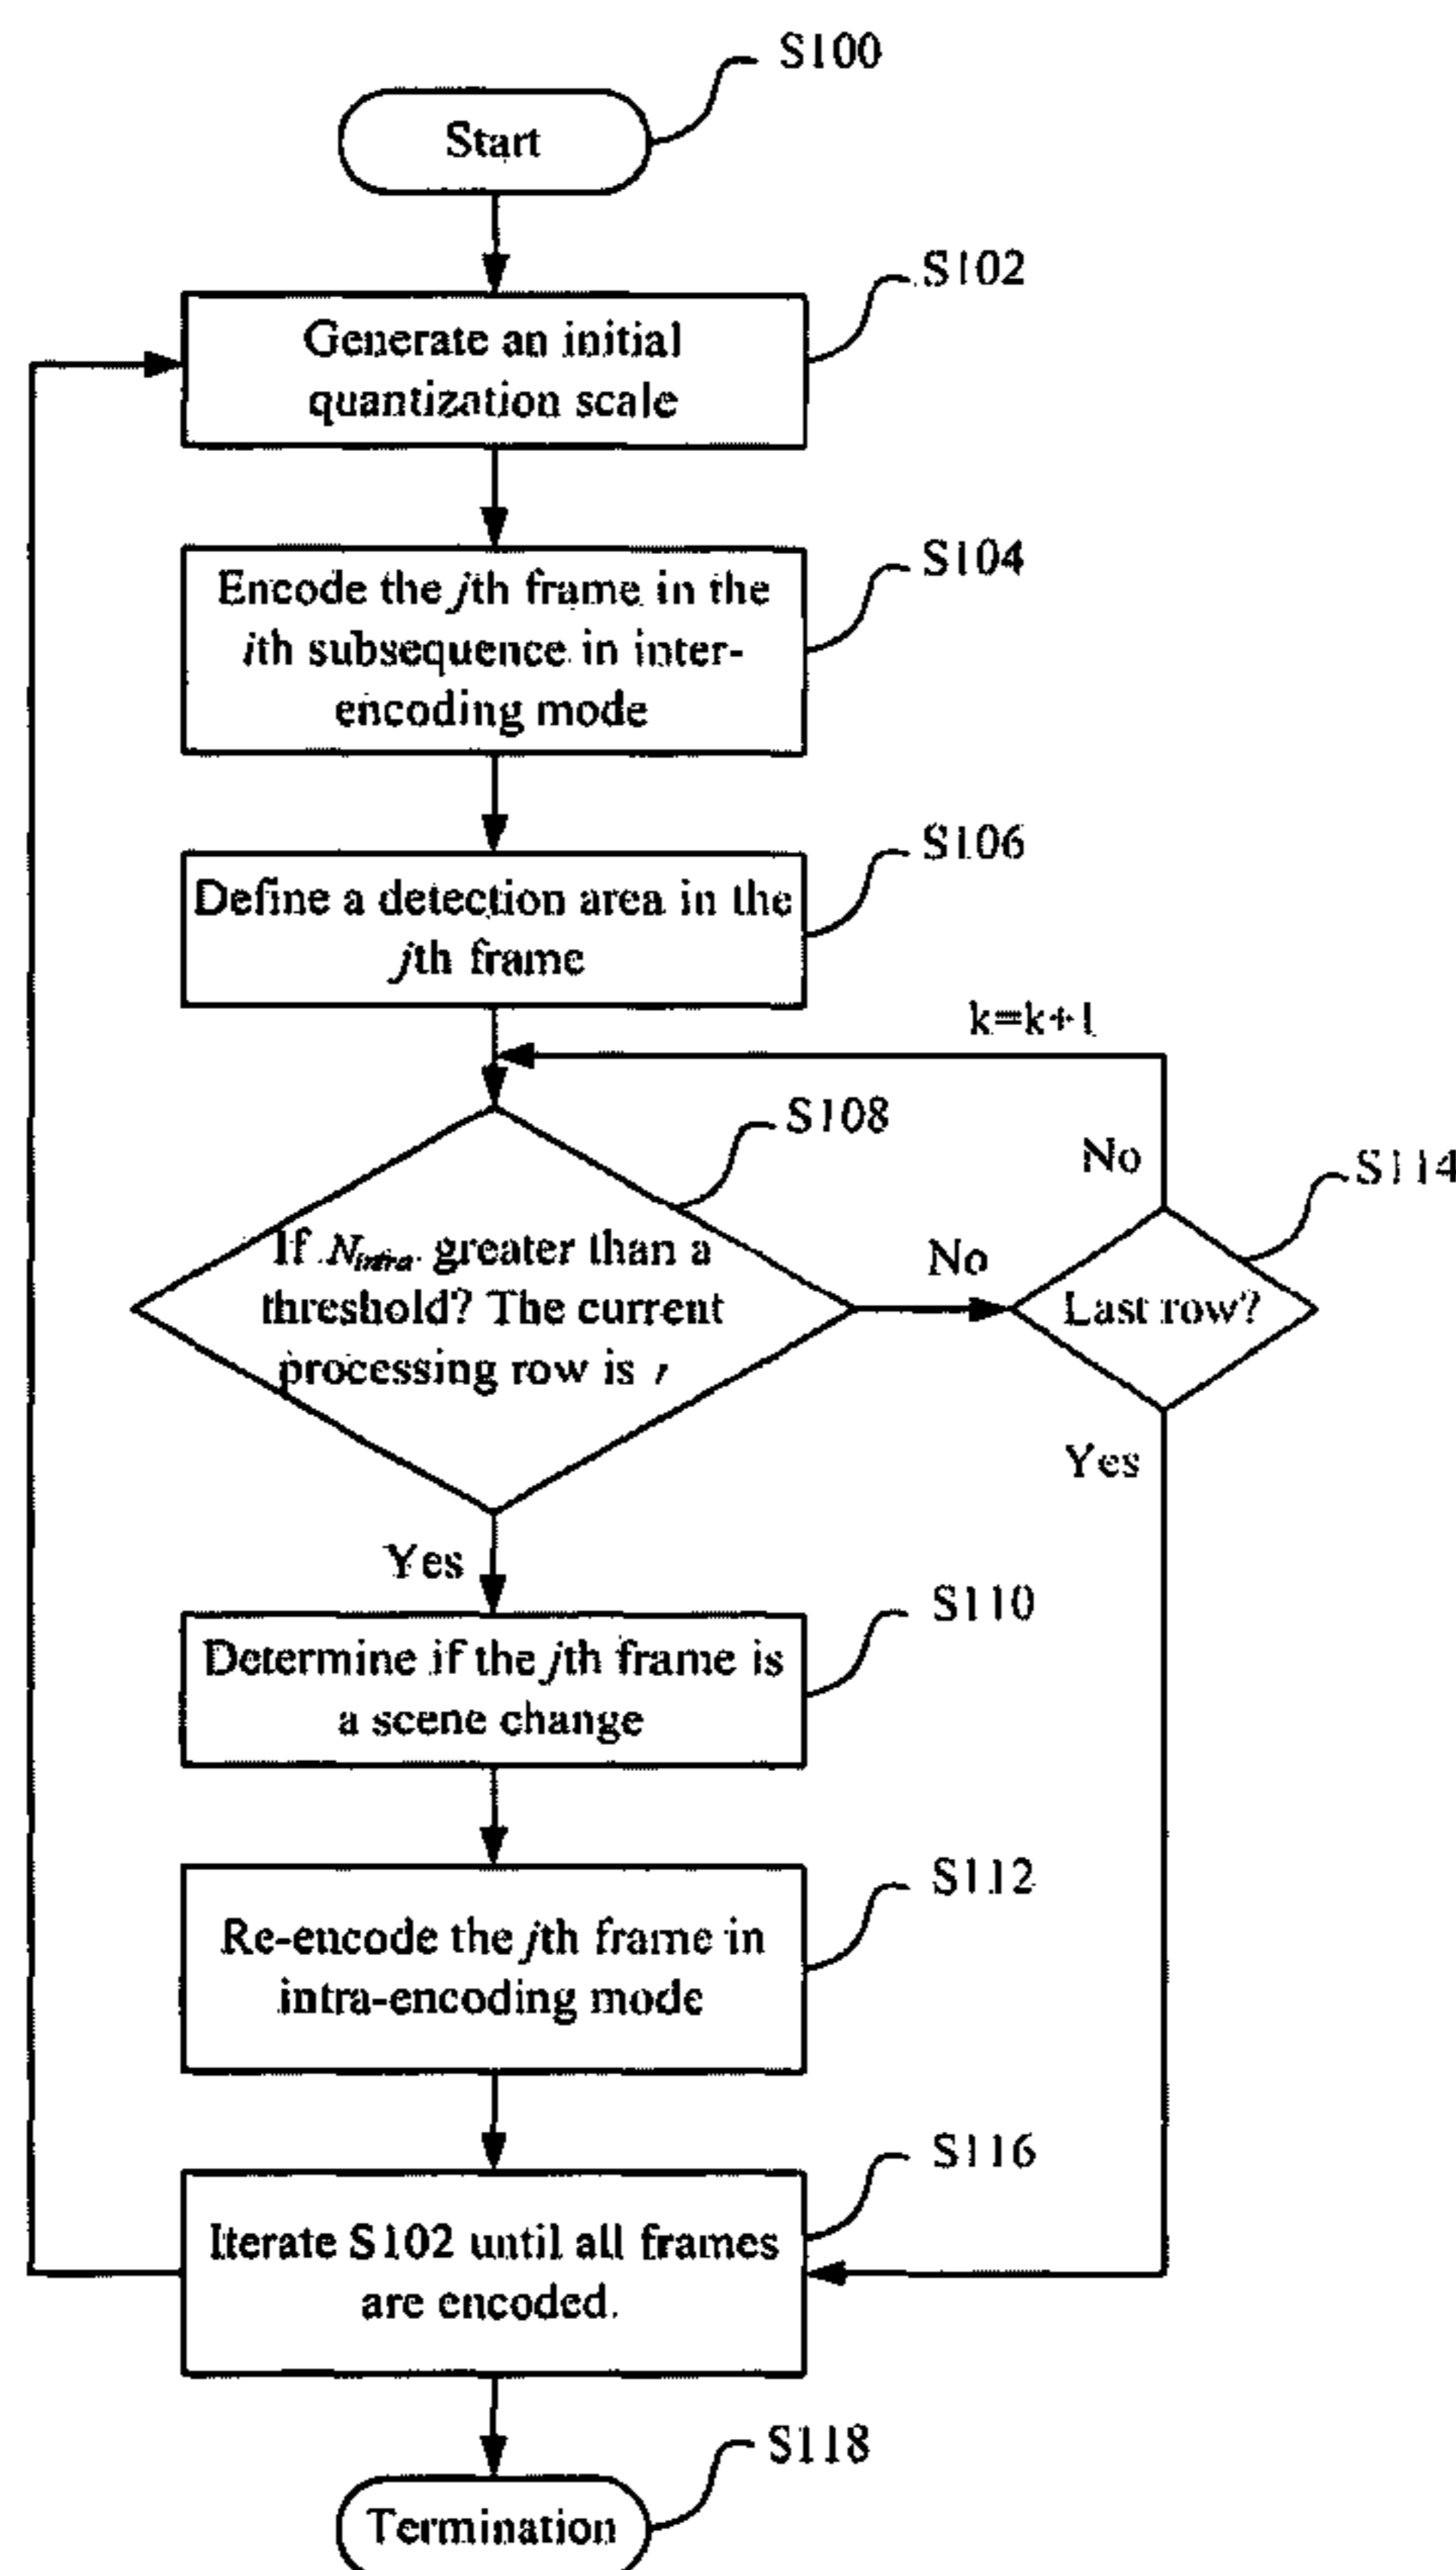 S100
Start
S102
Generate an initial
quantization scale
S104
Encode the jth frame in the
ith subsequence in inter-
encoding mode
S106
Define a detection area in the
jth frame
k=k+1
S108
No
S114
If Nintra greater than a
threshold? The current
processing row is r
No
Last row?
Yes
Yes
S110
Determine if the jth frame is
a scene change
S112
Re-encode the jth frame in
intra-encoding mode
S116
Iterate S102 until all frames
are encoded.
S118
Termination